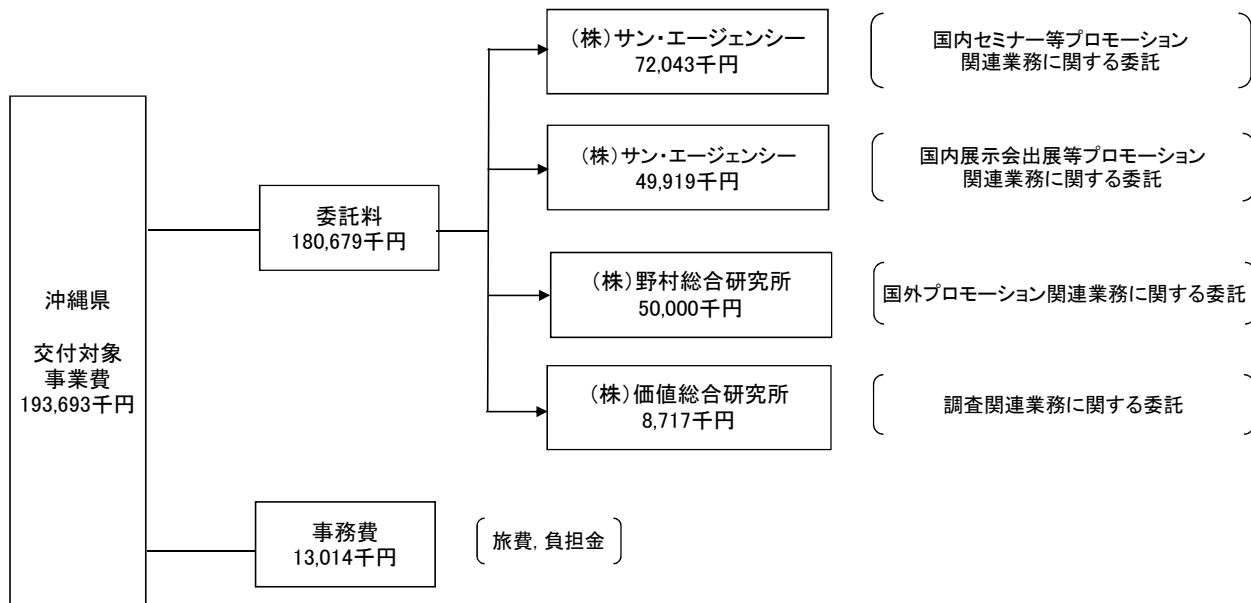 沖縄県
交付対象
事業費
193,693千円
委託料
180,679千円
(株)サン・エージェンシー
72,043千円
国内セミナー等プロモーション
関連業務に関する委託
(株)サン・エージェンシー
49,919千円
国内展示会出展等プロモーション
関連業務に関する委託
(株)野村総合研究所
50,000千円
国外プロモーション関連業務に関する委託
(株)価値総合研究所
8,717千円
調査関連業務に関する委託
事務費
13,014千円
旅費, 負担金